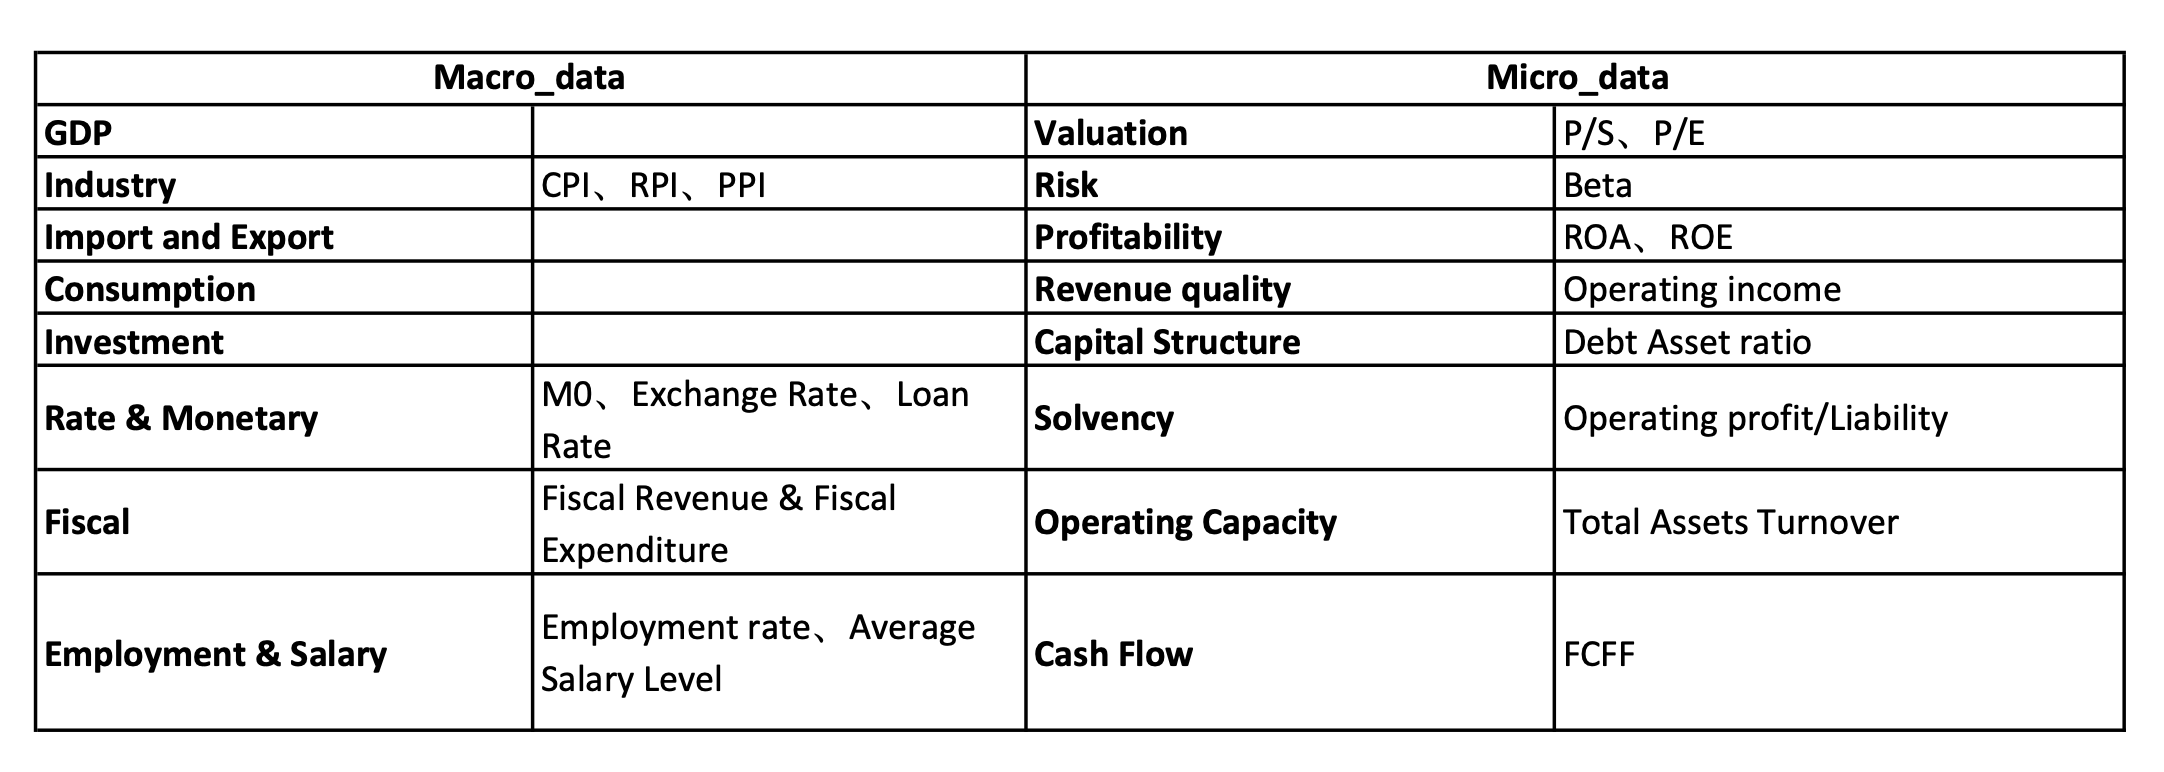 Macro_data Micro_data
GDP Valuation P/S、P/E
Industry CPI、RPI、PPI Risk Beta
Import and Export Profitability ROA、ROE
Consumption Revenue quality Operating income
Investment Capital Structure Debt Asset ratio
Rate & Monetary M0、Exchange Rate、Loan
Rate Solvency Operating profit/Liability
Fiscal Fiscal Revenue & Fiscal
Expenditure Operating Capacity Total Assets Turnover
Employment & Salary Employment rate、Average
Salary Level Cash Flow FCFF